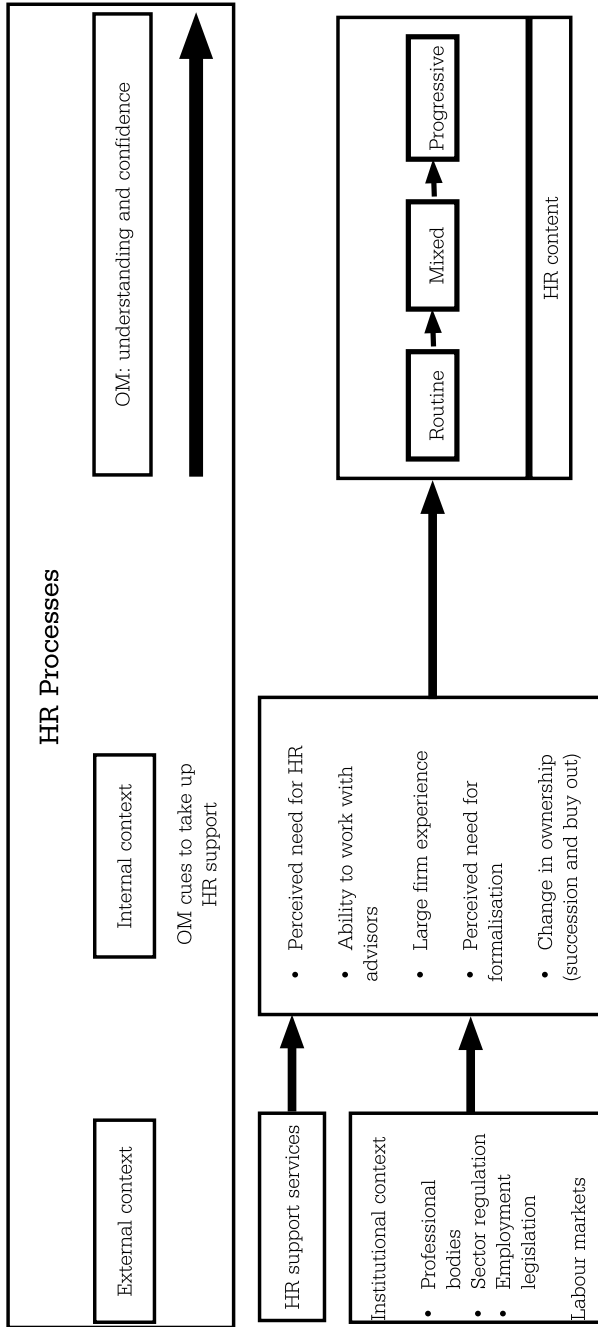 HR Processes
External context
Internal context
OM: understanding and confidence
OM cues to take up
HR support
HR support services
Institutional context
• Professional
bodies
• Sector regulation
• Employment
legislation
Labour markets
• Perceived need for HR
• Ability to work with
advisors
• Large firm experience
• Perceived need for
formalisation
• Change in ownership
(succession and buy out)
Routine
Mixed
Progressive
HR content